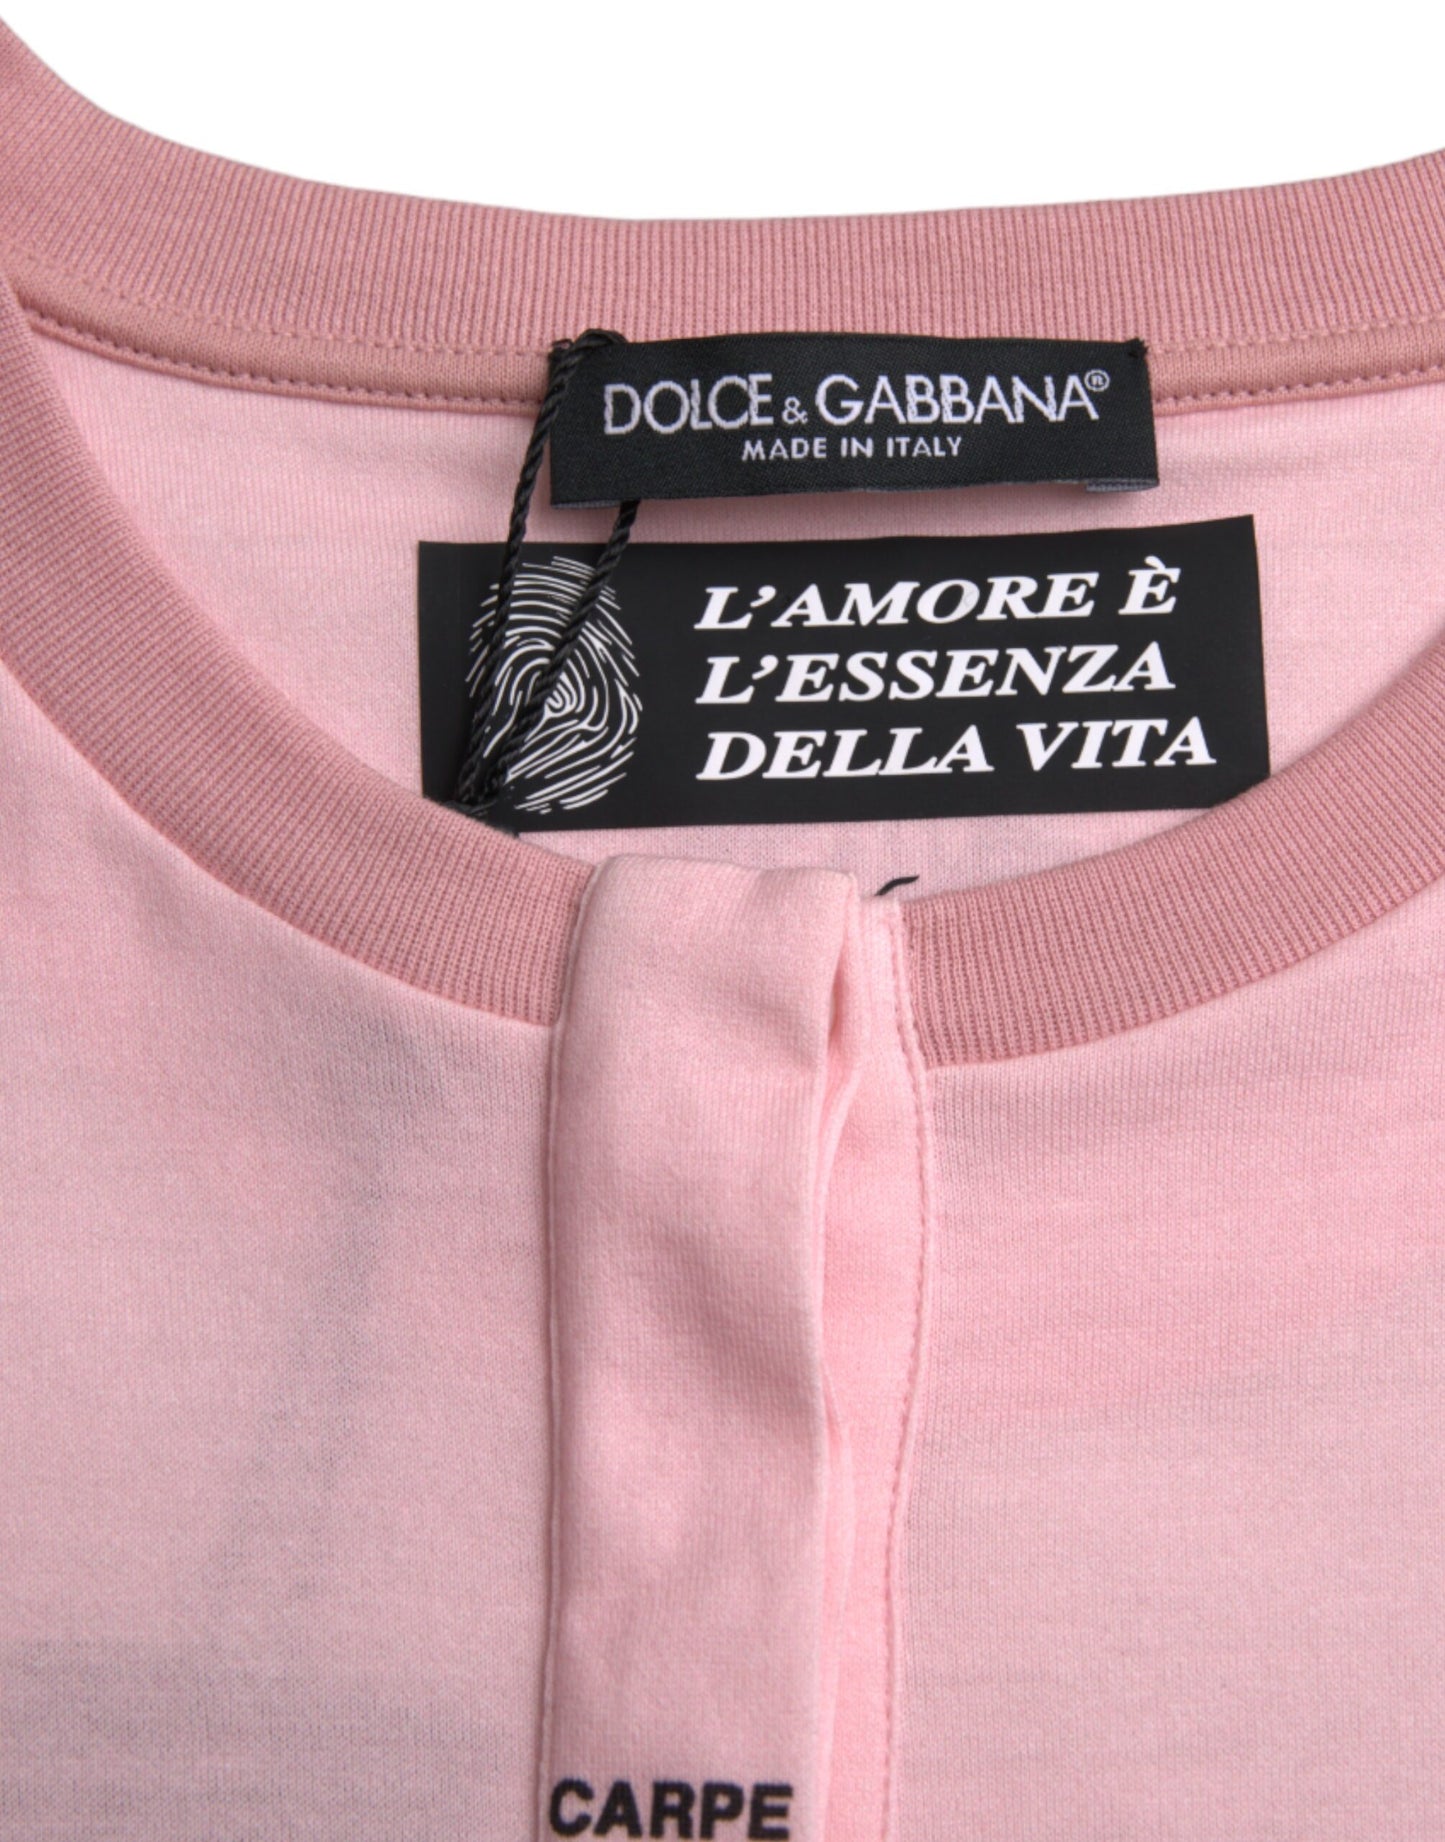 DOLCE & GABBANA®
MADE IN ITALY
L'AMORE È
L'ESSENZA
DELLA VITA
CARPE